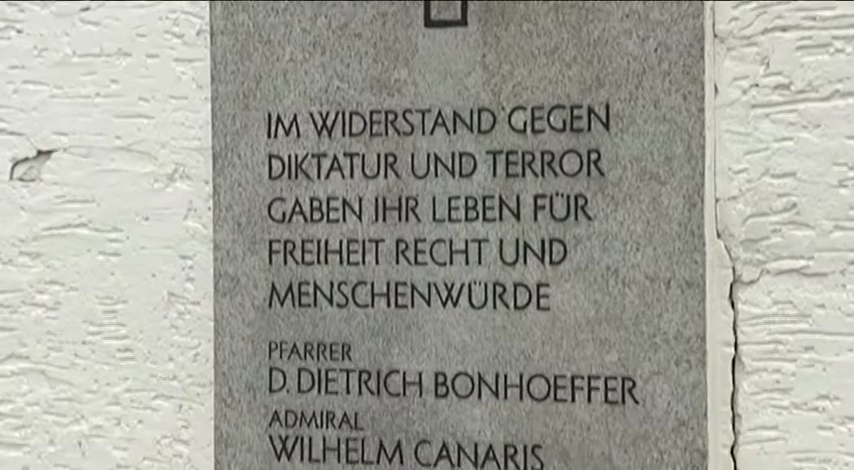 IM WIDERSTAND GEGEN
DIKTATUR UND TERROR
GABEN IHR LEBEN FÜR
FREIHEIT RECHT UND
MENSCHENWÜRDE
PFARRER
D. DIETRICH BONHOEFFER
ADMIRAL
WILHELM CANARIS